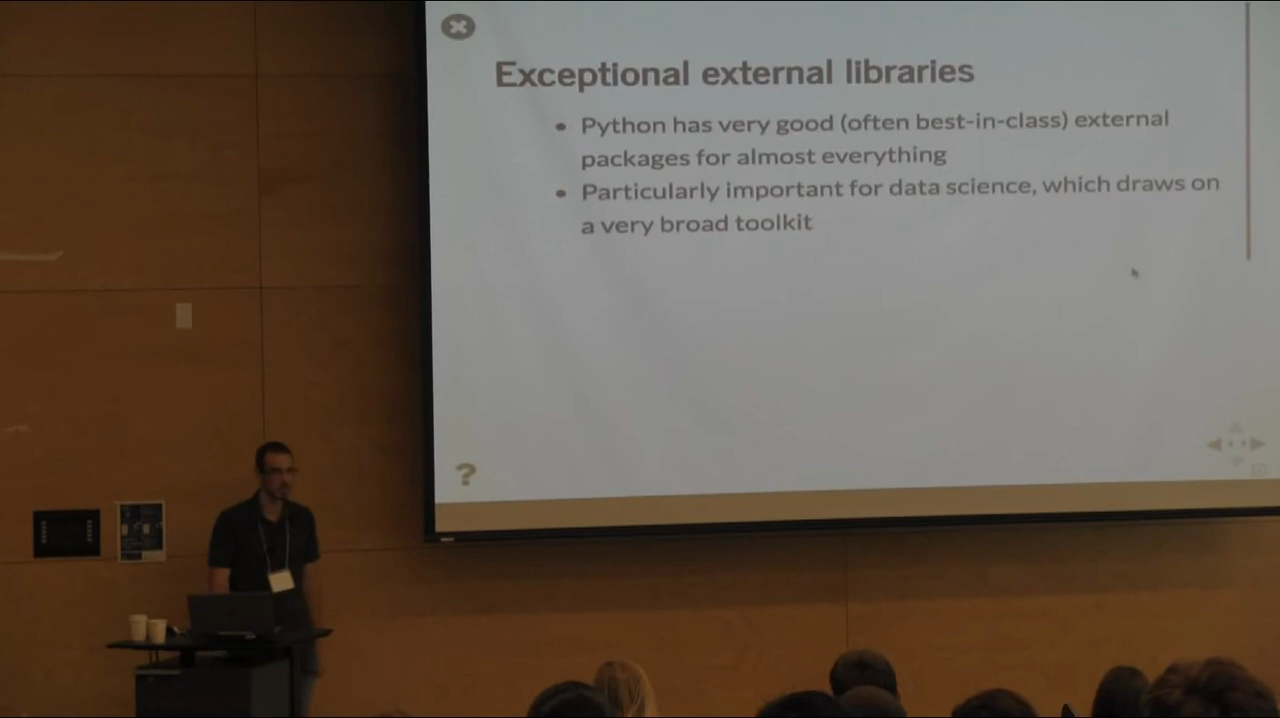 Exceptional external libraries
• Python has very good (often best-in-class) external
packages for almost everything
• Particularly important for data science, which draws on
a very broad toolkit
?